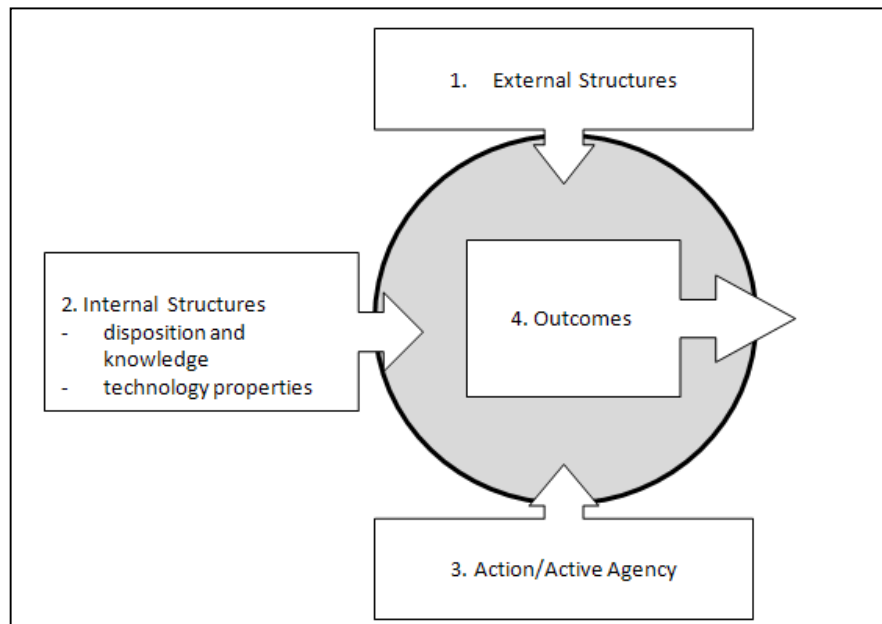 1. External Structures
2. Internal Structures
- disposition and
knowledge
- technology properties
4. Outcomes
3. Action/Active Agency